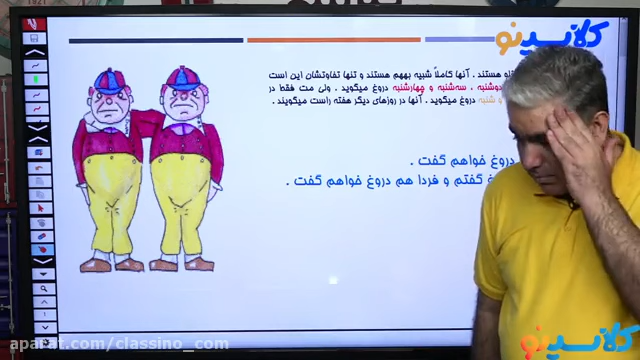 کلاسینو
قلو هستند . آنها کاملاً شبیه بههم هستند و تنها تفاوتشان این است
دوشنبه ، سه‌شنبه و چهارشنبه دروغ میگوید . ولی مت فقط در
و شنبه دروغ میگوید . آنها در روزهای دیگر هفته راست میگویند .
دروغ خواهم گفت .
گفتم و فردا هم دروغ خواهم گفت .
aparat.com/classino_com
کلاسینو